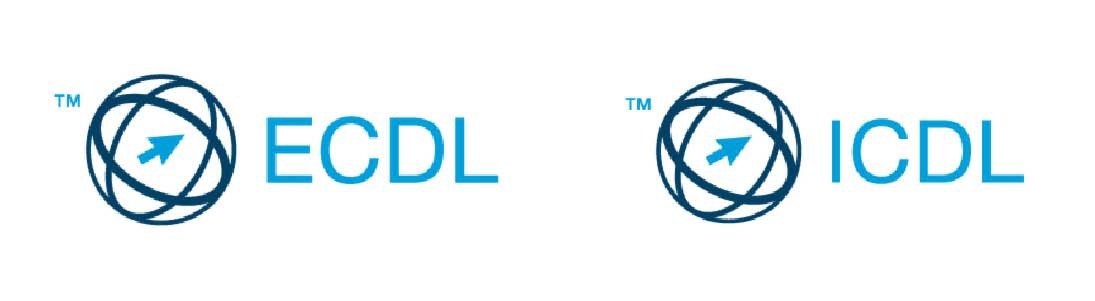 ™ ECDL
™ ICDL